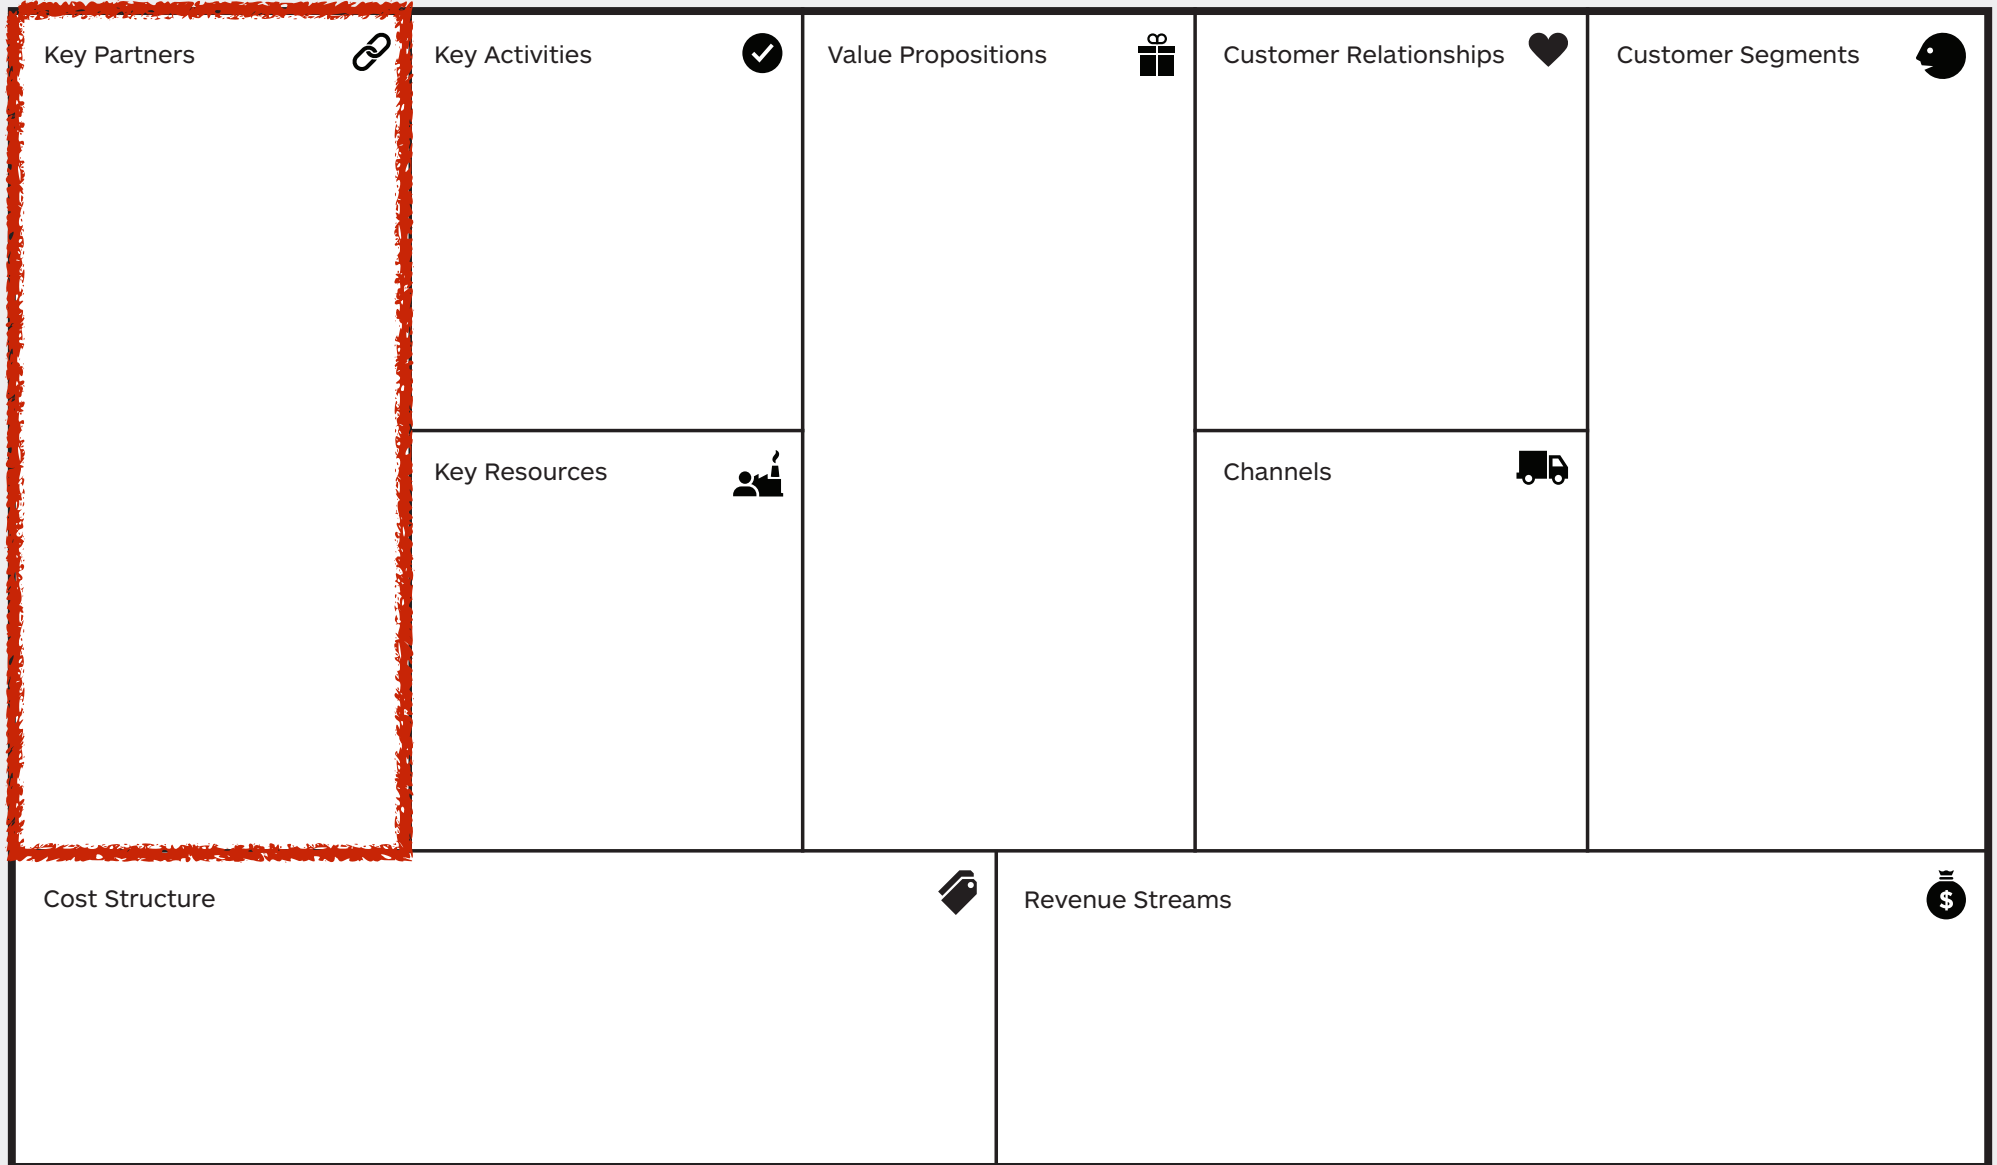 Key Partners
Key Activities
Value Propositions
Customer Relationships
Customer Segments
Key Resources
Channels
Cost Structure
Revenue Streams
$